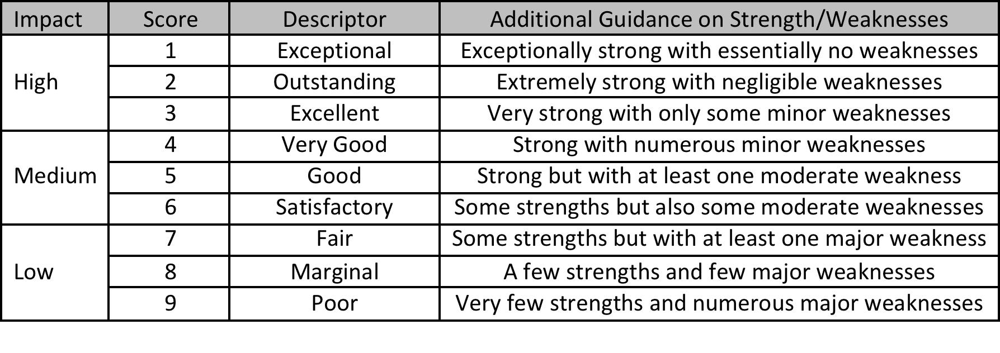 Impact Score Descriptor Additional Guidance on Strength/Weaknesses
High
1 Exceptional Exceptionally strong with essentially no weaknesses
2 Outstanding Extremely strong with negligible weaknesses
3 Excellent Very strong with only some minor weaknesses
Medium
4 Very Good Strong with numerous minor weaknesses
5 Good Strong but with at least one moderate weakness
6 Satisfactory Some strengths but also some moderate weaknesses
Low
7 Fair Some strengths but with at least one major weakness
8 Marginal A few strengths and few major weaknesses
9 Poor Very few strengths and numerous major weaknesses